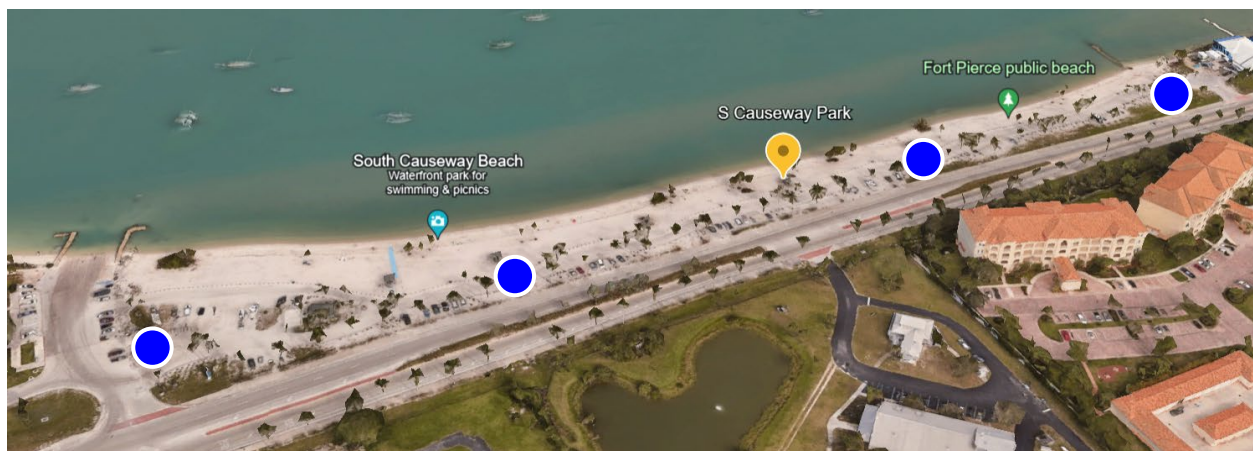 Fort Pierce public beach
S Causeway Park
South Causeway Beach
Waterfront park for
swimming & picnics